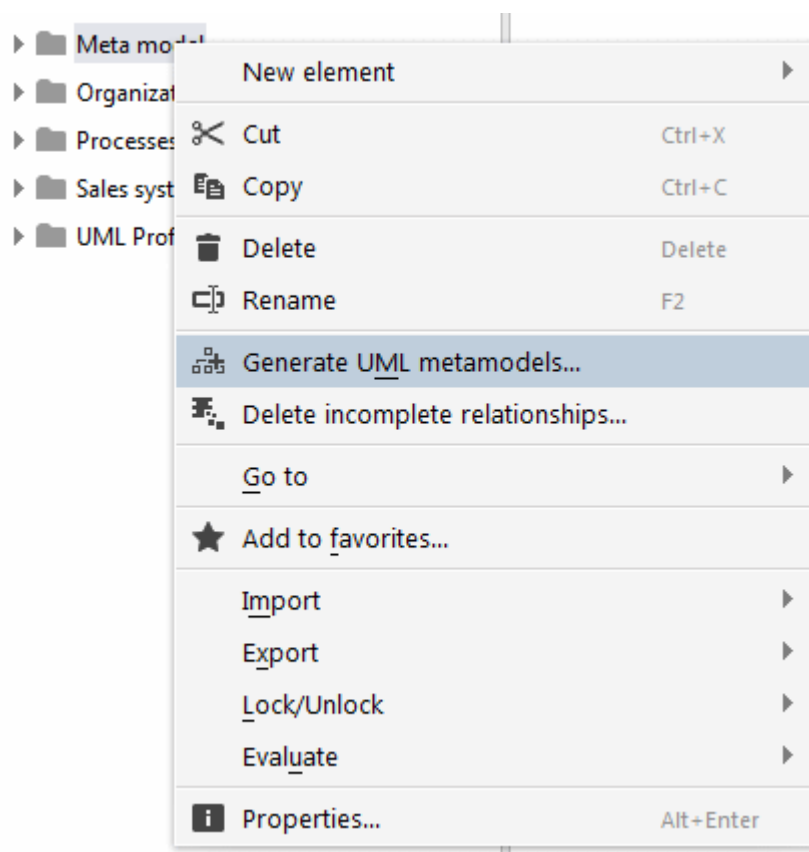 Meta model
New element
Organizat
Cut Ctrl+X
Processes
Copy Ctrl+C
Sales syst
UML Prof
Delete Delete
Rename F2
Generate UML metamodels...
Delete incomplete relationships...
Go to
Add to favorites...
Import
Export
Lock/Unlock
Evaluate
Properties... Alt+Enter